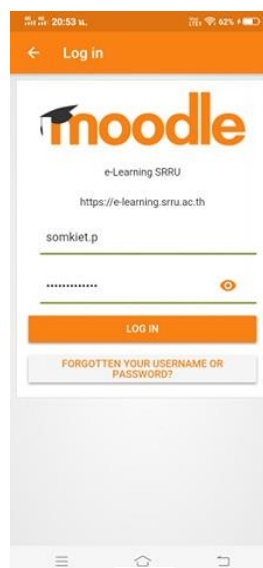 20:53 น. 62%
Log in
moodle
e-Learning SRRU
https://e-learning.srru.ac.th
somkiet.p
•••••••••••••
LOG IN
FORGOTTEN YOUR USERNAME OR
PASSWORD?